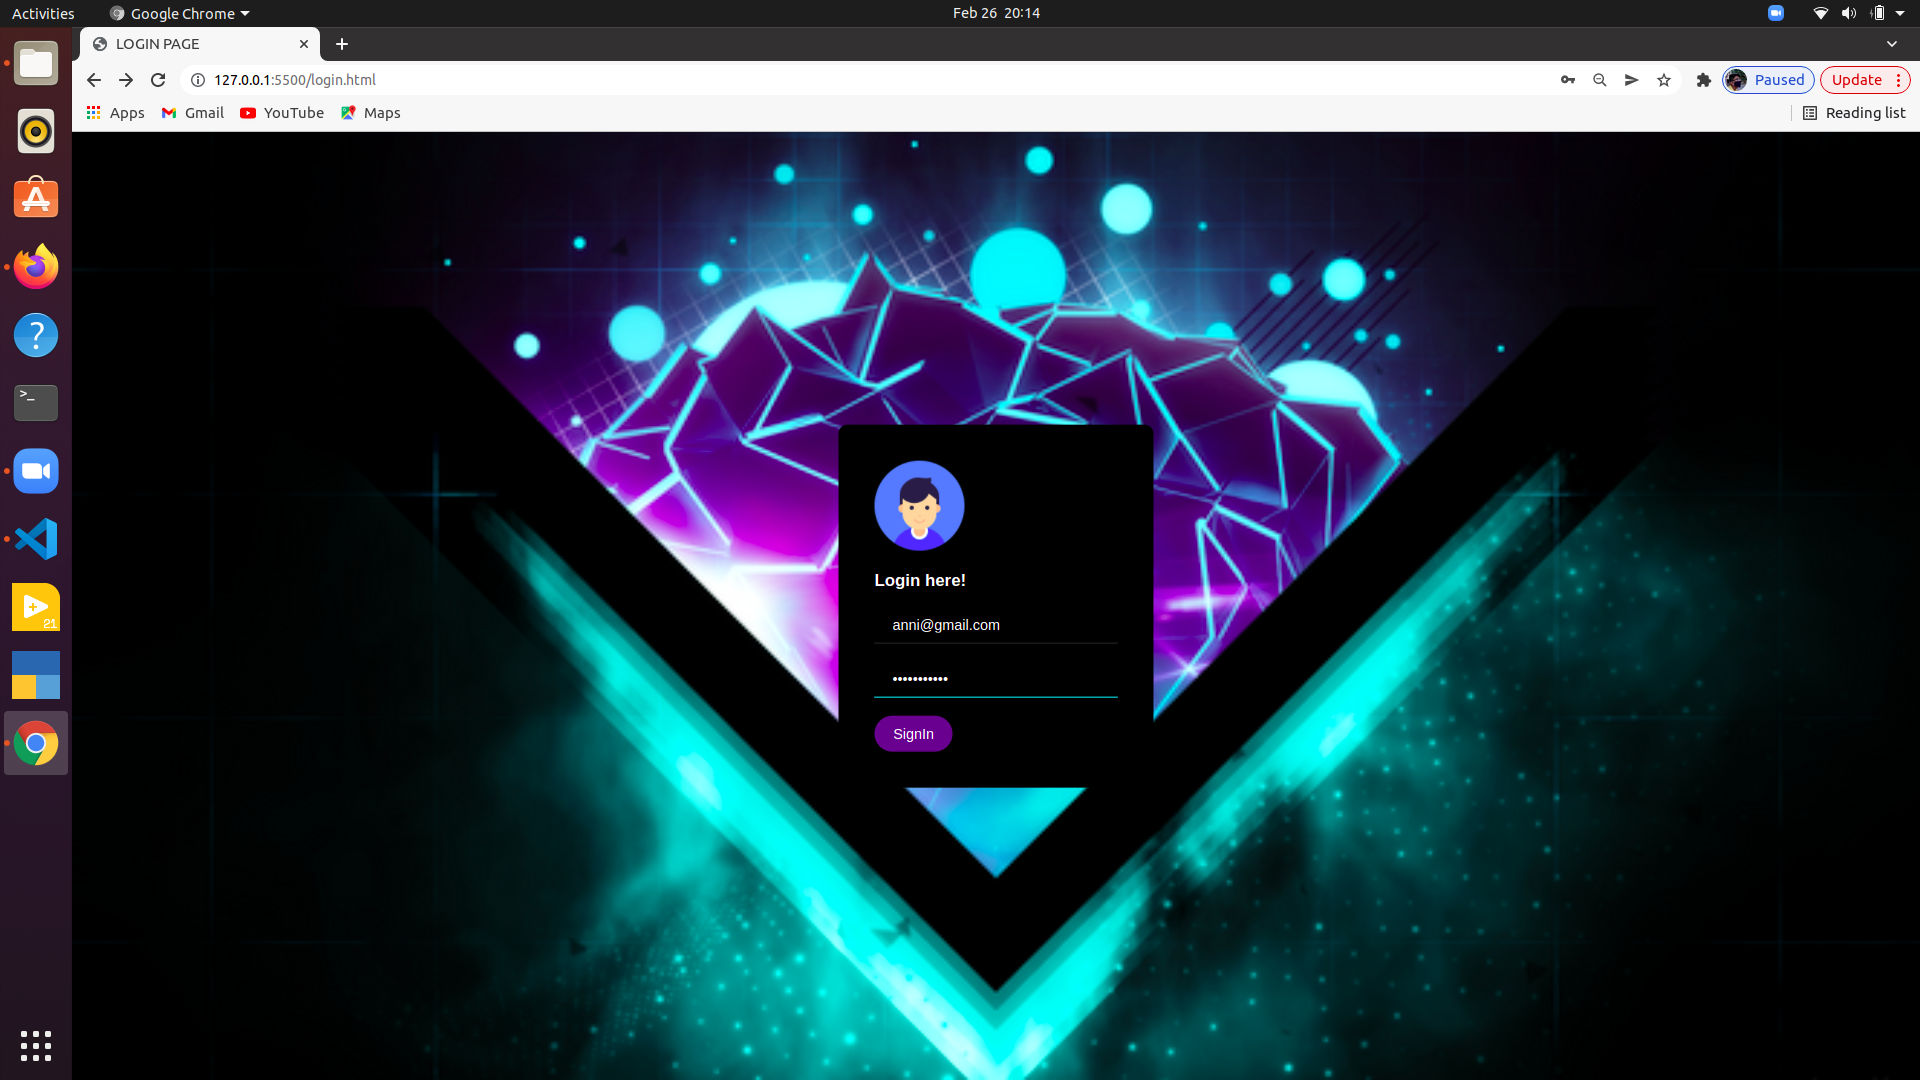 Activities
Google Chrome
Feb 26 20:14
LOGIN PAGE
127.0.0.1:5500/login.html
Paused
Update
Apps
Gmail
YouTube
Maps
Reading list
?
>_
21
Login here!
anni@gmail.com
•••••••••••
SignIn